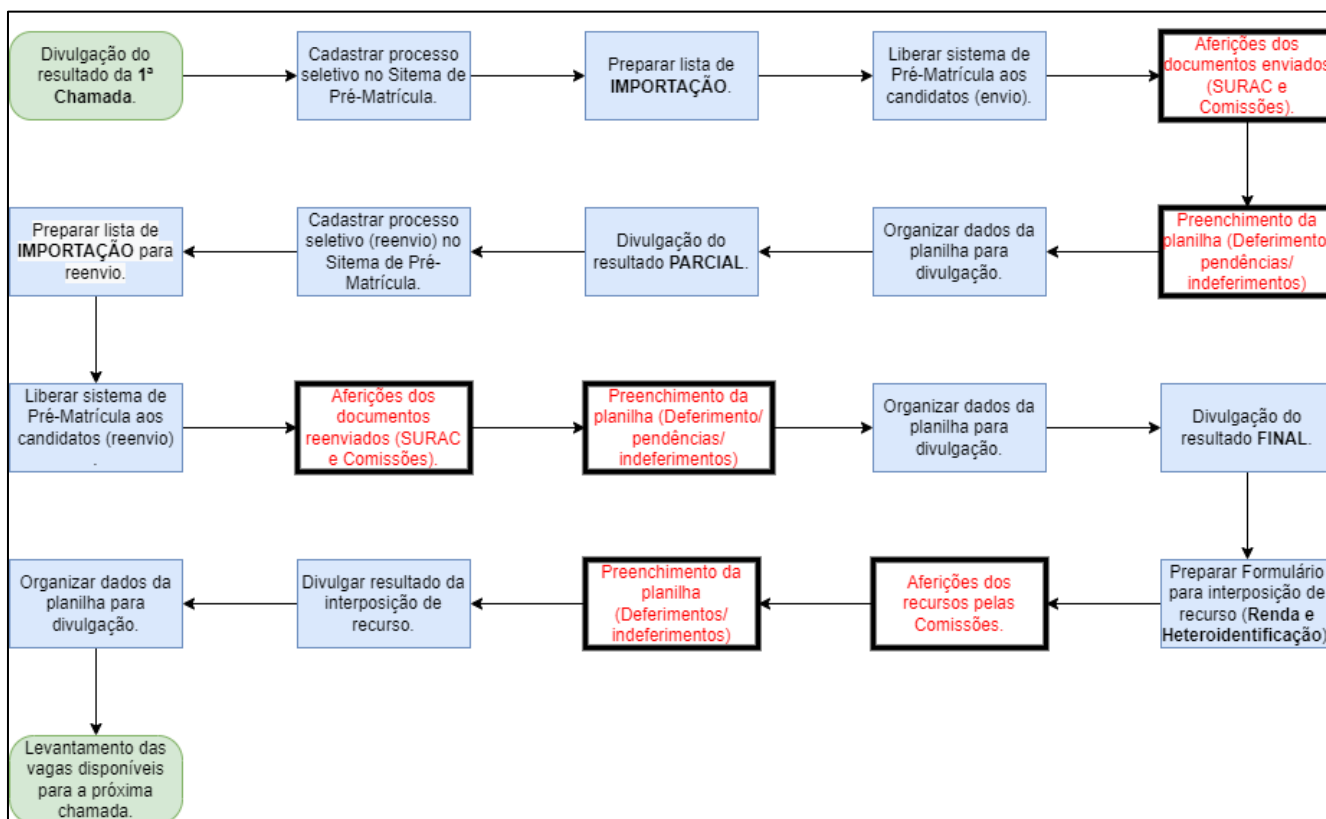 Divulgação do
resultado da 1ª
Chamada.
Cadastrar processo
seletivo no Sitema de
Pré-Matrícula.
Preparar lista de
IMPORTAÇÃO.
Liberar sistema de
Pré-Matrícula aos
candidatos (envio).
Aferições dos
documentos enviados
(SURAC e
Comissões).
Preenchimento da
planilha (Deferimento/
pendências/
indeferimentos)
Organizar dados da
planilha para
divulgação.
Divulgação do
resultado PARCIAL.
Cadastrar processo
seletivo (reenvio) no
Sitema de Pré-
Matrícula.
Preparar lista de
IMPORTAÇÃO para
reenvio.
Liberar sistema de
Pré-Matrícula aos
candidatos (reenvio)
.
Aferições dos
documentos
reenviados (SURAC
e Comissões).
Preenchimento da
planilha (Deferimento/
pendências/
indeferimentos)
Organizar dados da
planilha para
divulgação.
Divulgação do
resultado FINAL.
Preparar Formulário
para interposição de
recurso (Renda e
Heteroidentificação)
Aferições dos
recursos pelas
Comissões.
Preenchimento da
planilha
(Deferimentos/
indeferimentos)
Divulgar resultado da
interposição de
recurso.
Organizar dados da
planilha para
divulgação.
Levantamento das
vagas disponíveis
para a próxima
chamada.